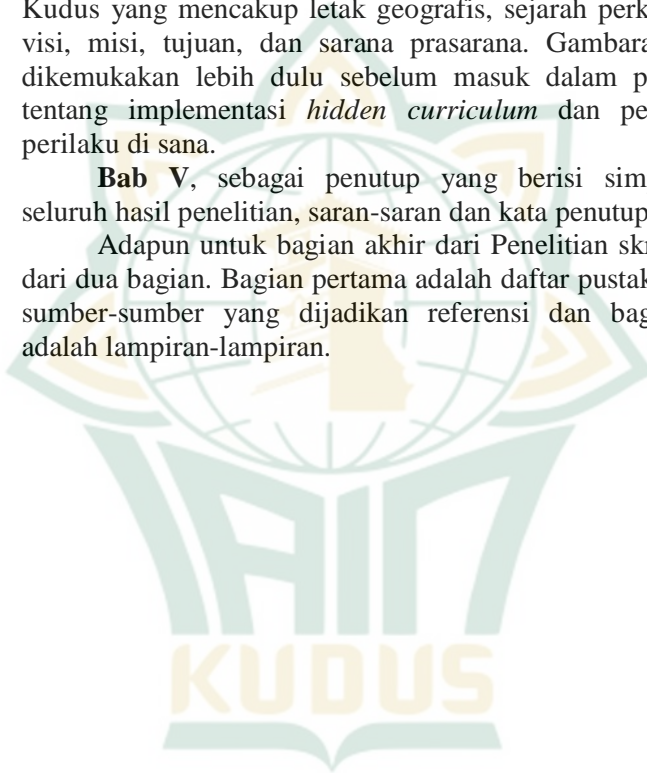 Kudus yang mencakup letak geografis, sejarah perk
visi, misi, tujuan, dan sarana prasarana. Gambara
dikemukakan lebih dulu sebelum masuk dalam p
tentang implementasi hidden curriculum dan pe
perilaku di sana.
Bab V, sebagai penutup yang berisi sim
seluruh hasil penelitian, saran-saran dan kata penutup
Adapun untuk bagian akhir dari Penelitian skr
dari dua bagian. Bagian pertama adalah daftar pustak
sumber-sumber yang dijadikan referensi dan bag
adalah lampiran-lampiran.
IAIN
KUDUS